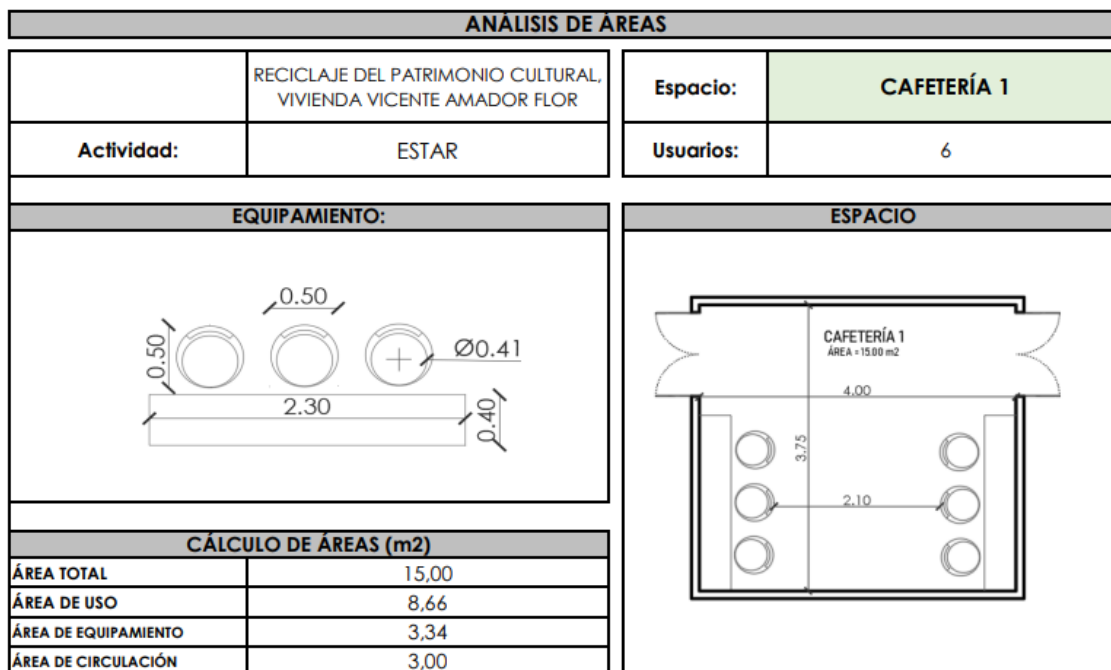 ANÁLISIS DE ÁREAS
RECICLAJE DEL PATRIMONIO CULTURAL,
VIVIENDA VICENTE AMADOR FLOR
Espacio:
CAFETERÍA 1
Actividad:
ESTAR
Usuarios:
6
EQUIPAMIENTO:
0.50
0.50
Ø0.41
2.30
0.40
ESPACIO
CAFETERÍA 1
ÁREA = 15.00 m2
4.00
3.75
2.10
CÁLCULO DE ÁREAS (m2)
ÁREA TOTAL
15,00
ÁREA DE USO
8,66
ÁREA DE EQUIPAMIENTO
3,34
ÁREA DE CIRCULACIÓN
3,00